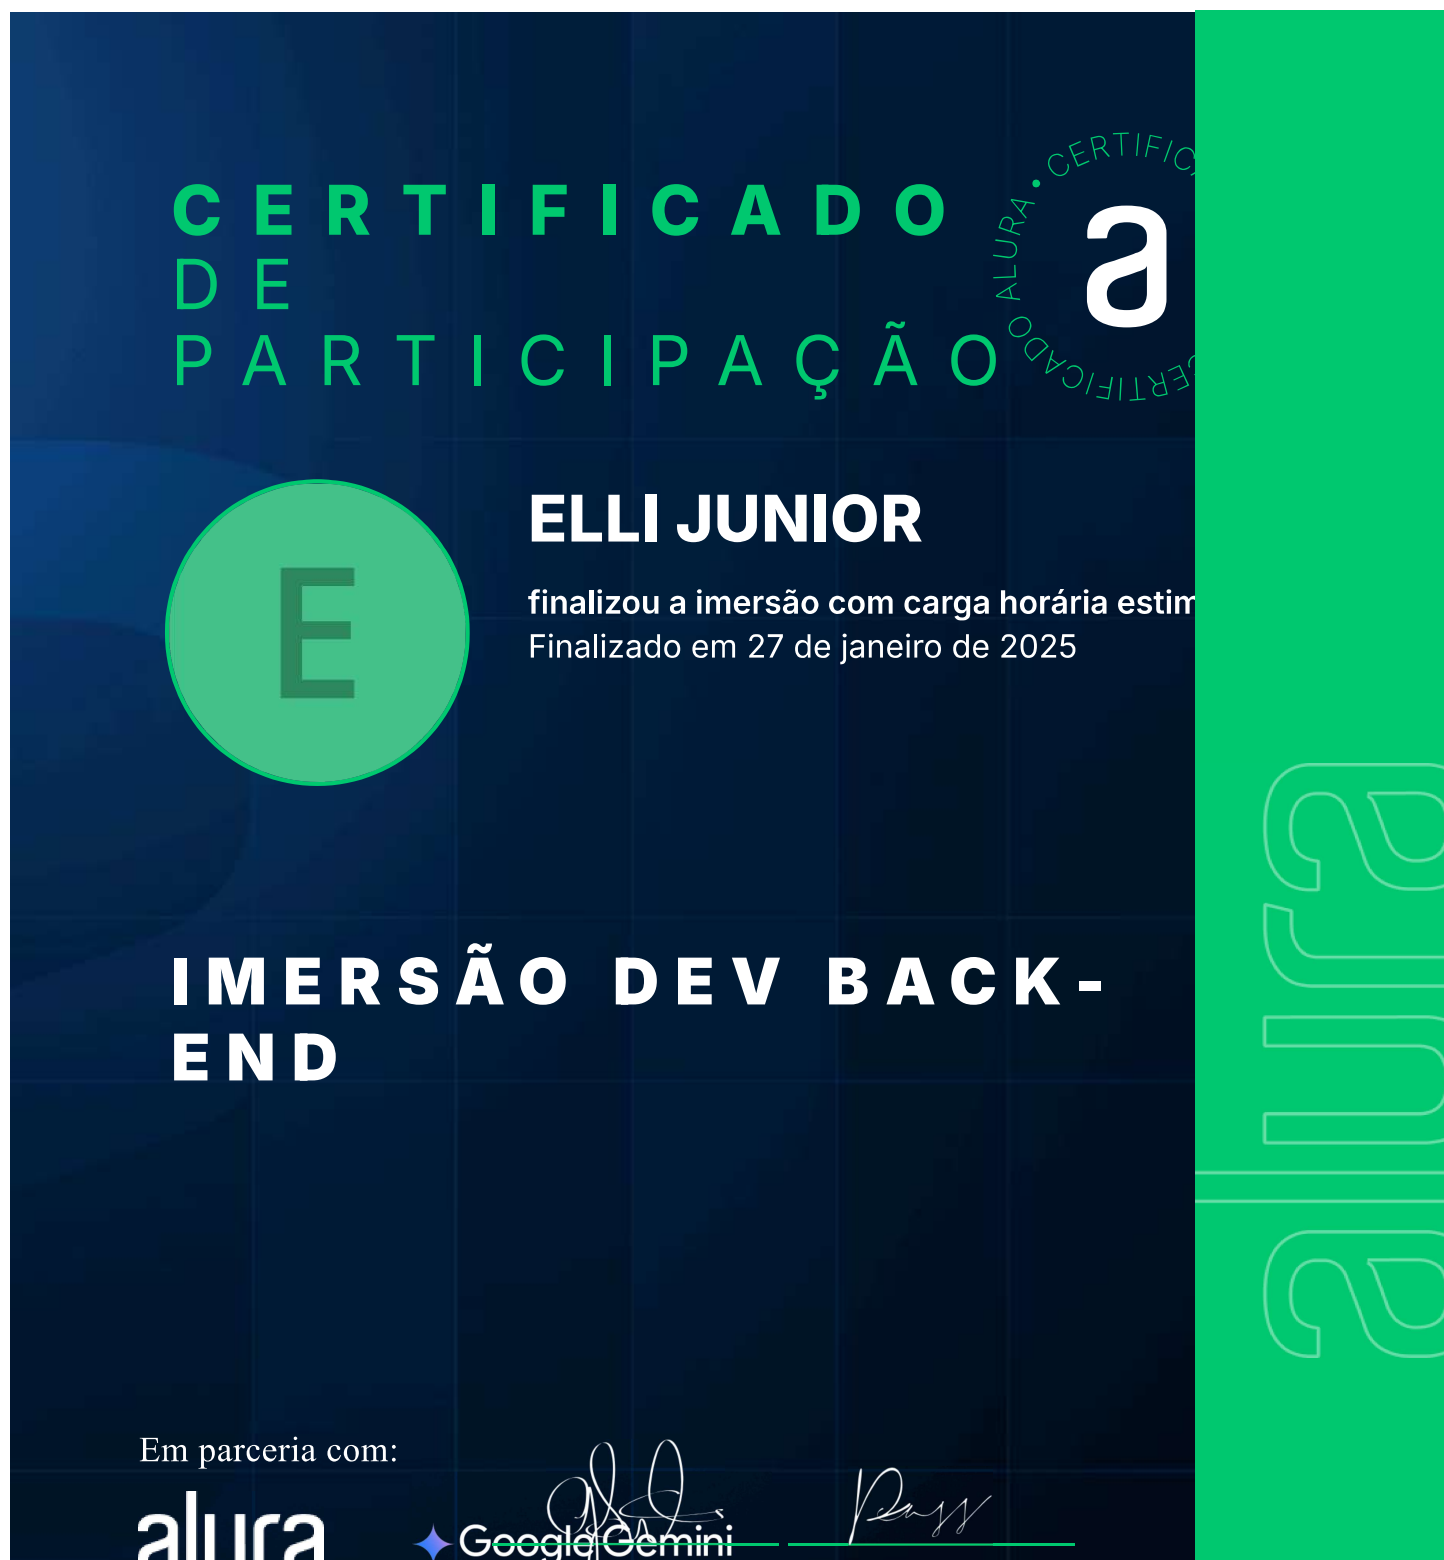 CERTIFICADO
DE
PARTICIPAÇÃO
CERTIFICADO ALURA •
a
E
ELLI JUNIOR
finalizou a imersão com carga horária
Finalizado em 27 de janeiro de 2025
IMERSÃO DEV BACK-
END
Em parceria com:
alura
Google Gemini
alura